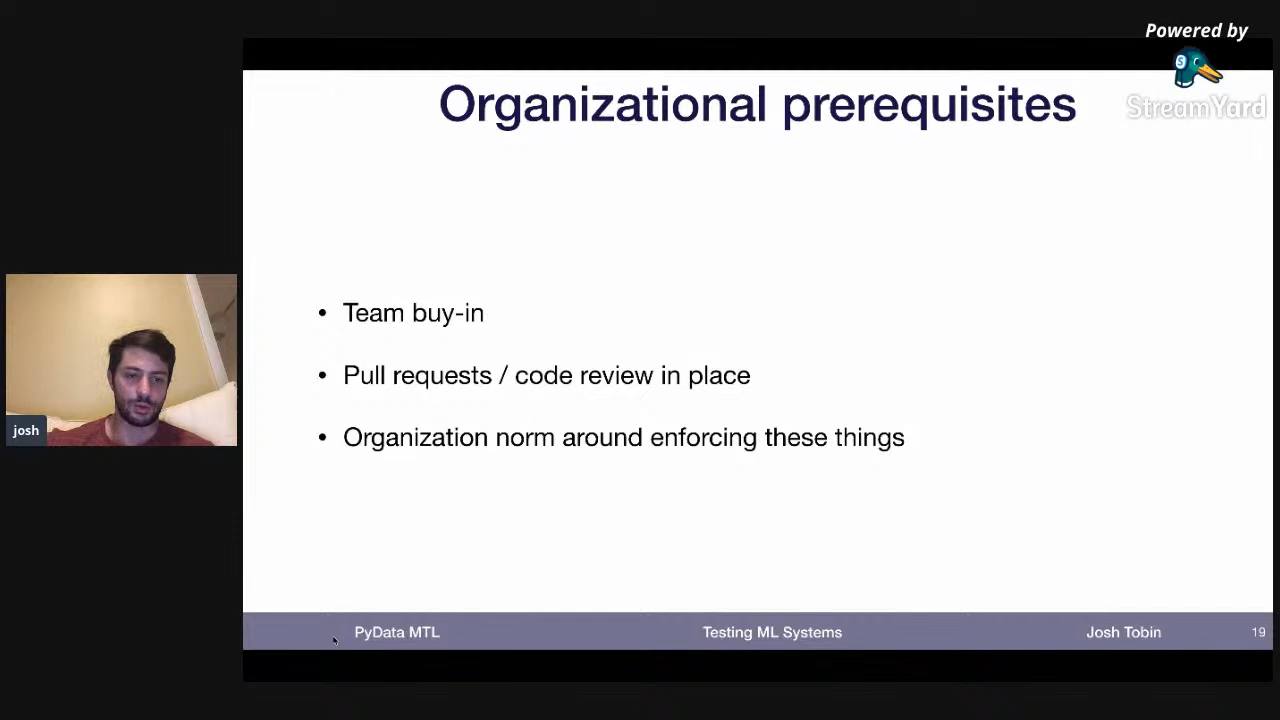 Powered by
StreamYard
Organizational prerequisites
• Team buy-in
• Pull requests / code review in place
• Organization norm around enforcing these things
josh
PyData MTL
Testing ML Systems
Josh Tobin
19